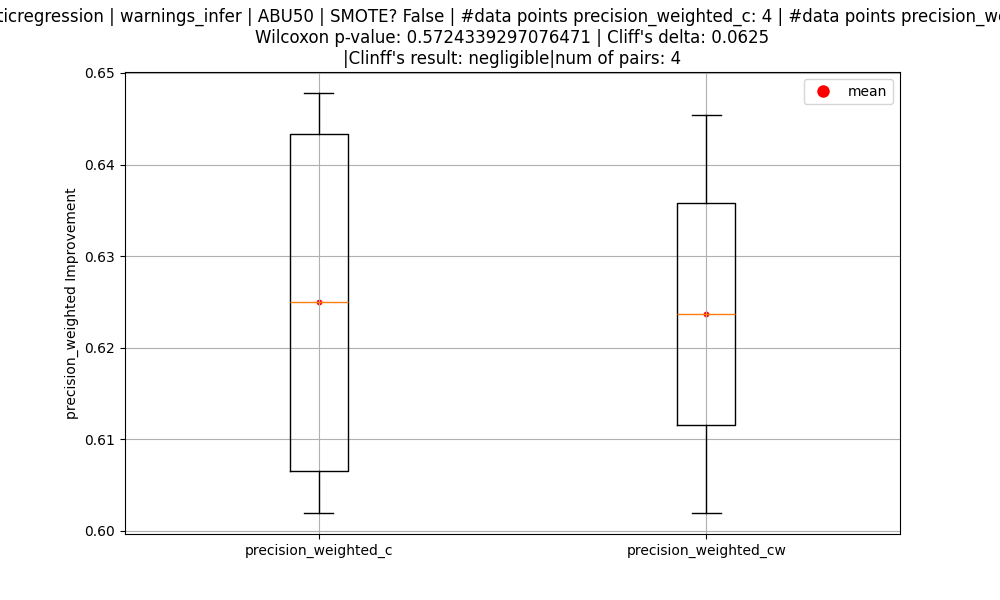 ticregression | warnings_infer | ABU50 | SMOTE? False | #data points precision_weighted_c: 4 | #data points precision_we
Wilcoxon p-value: 0.5724339297076471 | Cliff's delta: 0.0625
|Clinff's result: negligible|num of pairs: 4
mean
precision_weighted Improvement
0.65
0.64
0.63
0.62
0.61
0.60
precision_weighted_c
precision_weighted_cw